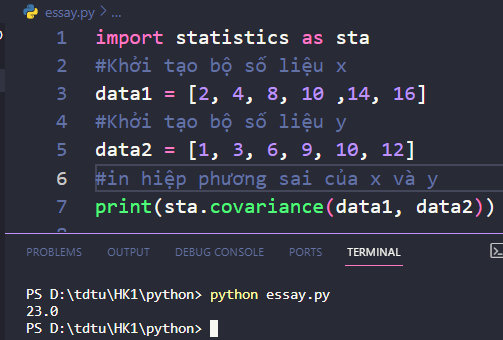 essay.py > ...
1 import statistics as sta
2 #Khởi tạo bộ số liệu x
3 data1 = [2, 4, 8, 10 ,14, 16]
4 #Khởi tạo bộ số liệu y
5 data2 = [1, 3, 6, 9, 10, 12]
6 #in hiệp phương sai của x và y
7 print(sta.covariance(data1, data2))
PROBLEMS OUTPUT DEBUG CONSOLE PORTS TERMINAL
PS D:\tdtu\HK1\python> python essay.py
23.0
PS D:\tdtu\HK1\python>